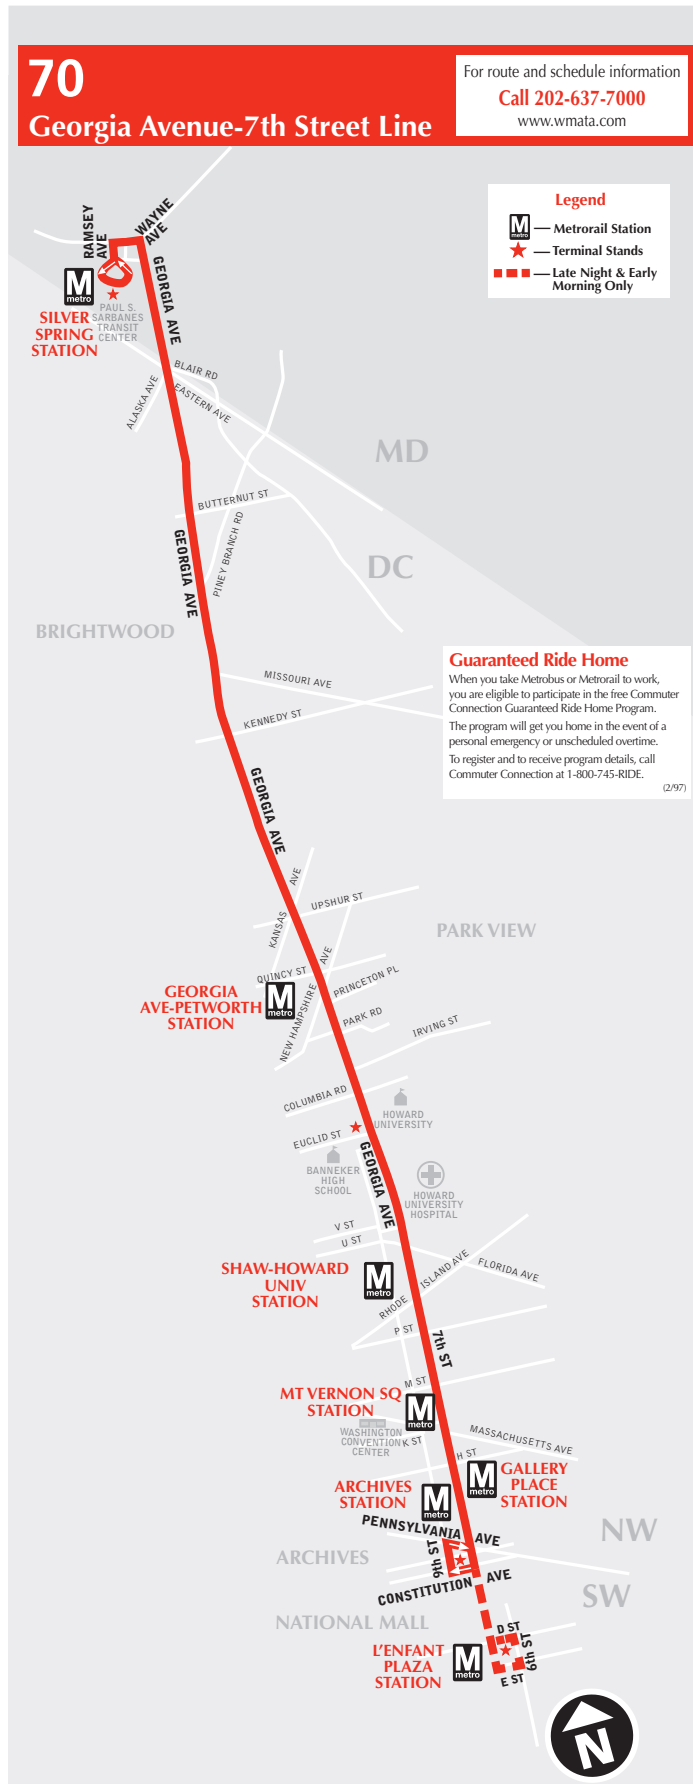 70
Georgia Avenue-7th Street Line
For route and schedule information
Call 202-637-7000
www.wmata.com
Legend
M metro — Metrorail Station
— Terminal Stands
— Late Night & Early
Morning Only
RAMSEY
AVE
WAYNE
AVE
M
metro
SILVER
SPRING
STATION
PAUL S.
SARBANES
TRANSIT
CENTER
GEORGIA AVE
BLAIR RD
EASTERN AVE
ALASKA AVE
MD
DC
BUTTERNUT ST
PINEY BRANCH RD
GEORGIA AVE
BRIGHTWOOD
MISSOURI AVE
KENNEDY ST
Guaranteed Ride Home
When you take Metrobus or Metrorail to work,
you are eligible to participate in the free Commuter
Connection Guaranteed Ride Home Program.
The program will get you home in the event of a
personal emergency or unscheduled overtime.
To register and to receive program details, call
Commuter Connection at 1-800-745-RIDE.
(2/97)
GEORGIA AVE
KANSAS AVE
UPSHUR ST
PARK VIEW
QUINCY ST
NEW HAMPSHIRE AVE
PRINCETON PL
GEORGIA
AVE-PETWORTH
STATION
M
metro
PARK RD
IRVING ST
COLUMBIA RD
HOWARD
UNIVERSITY
EUCLID ST
GEORGIA AVE
BANNEKER
HIGH
SCHOOL
HOWARD
UNIVERSITY
HOSPITAL
V ST
U ST
SHAW-HOWARD
UNIV
STATION
M
metro
RHODE ISLAND AVE
FLORIDA AVE
P ST
7th ST
M ST
MT VERNON SQ
STATION
M
metro
WASHINGTON
CONVENTION
CENTER
K ST
MASSACHUSETTS AVE
H ST
M
metro
GALLERY
PLACE
STATION
ARCHIVES
STATION
M
metro
PENNSYLVANIA AVE
9th ST
NW
ARCHIVES
CONSTITUTION AVE
SW
NATIONAL MALL
D ST
6th ST
L'ENFANT
PLAZA
STATION
M
metro
E ST
N